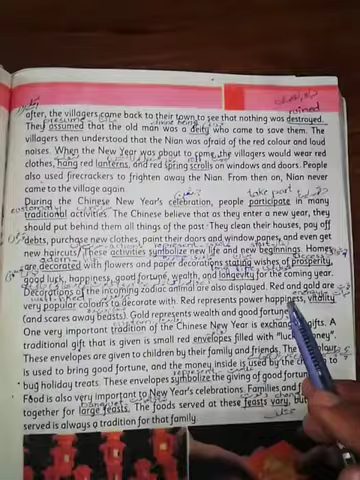 ruined
after, the villagers came back to their town to see that nothing was destroyed.
presume
They assumed that the old man was a deity who came to save them. The
villagers then understood that the Nian was afraid of the red colour and loud
noises. When the New Year was about to come, the villagers would wear red
clothes, hang red lanterns, and red spring scrolls on windows and doors. People
also used firecrackers to frighten away the Nian. From then on, Nian never
came to the village again.
take part
During the Chinese New Year's celebration, people participate in many
traditional activities. The Chinese believe that as they enter a new year, they
should put behind them all things of the past. They clean their houses, pay off
debts, purchase new clothes, paint their doors and window panes, and even get
new haircuts. These activities symbolize new life and new beginnings. Homes
are decorated with flowers and paper decorations stating wishes of prosperity,
good luck, happiness, good fortune, wealth, and longevity for the coming year.
Decorations of the incoming zodiac animal are also displayed. Red and gold are
well-liked
very popular colours to decorate with. Red represents power happiness, vitality
(and scares away beasts). Gold represents wealth and good fortune.
One very important tradition of the Chinese New Year is exchanging gifts. A
traditional gift that is given is small red envelopes filled with "lucky money".
These envelopes are given to children by their family and friends. The colour
is used to bring good fortune, and the money inside is used by the children to
bug holiday treats. These envelopes symbolize the giving of good fortune.
Food is also very important to New Year's celebrations. Families and
together for large feasts. The foods served at these feasts vary, but
served is always a tradition for that family.